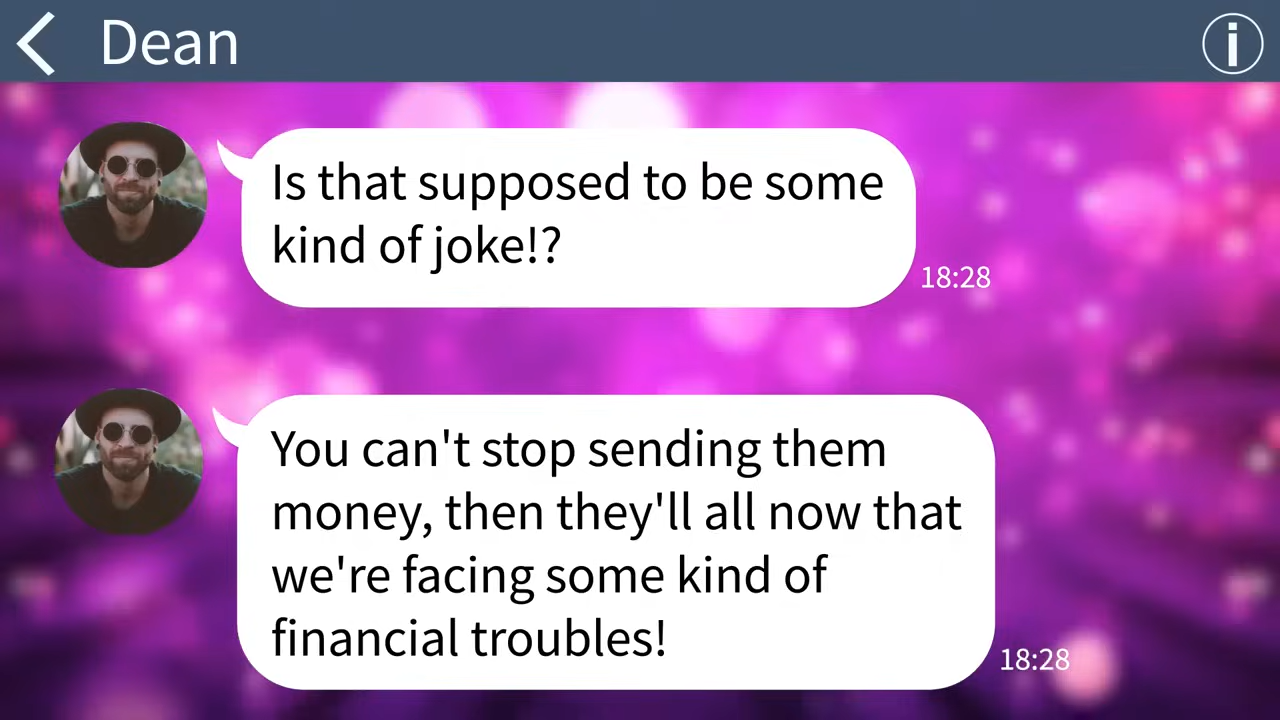 Dean
Is that supposed to be some
kind of joke!?
18:28
You can't stop sending them
money, then they'll all now that
we're facing some kind of
financial troubles!
18:28